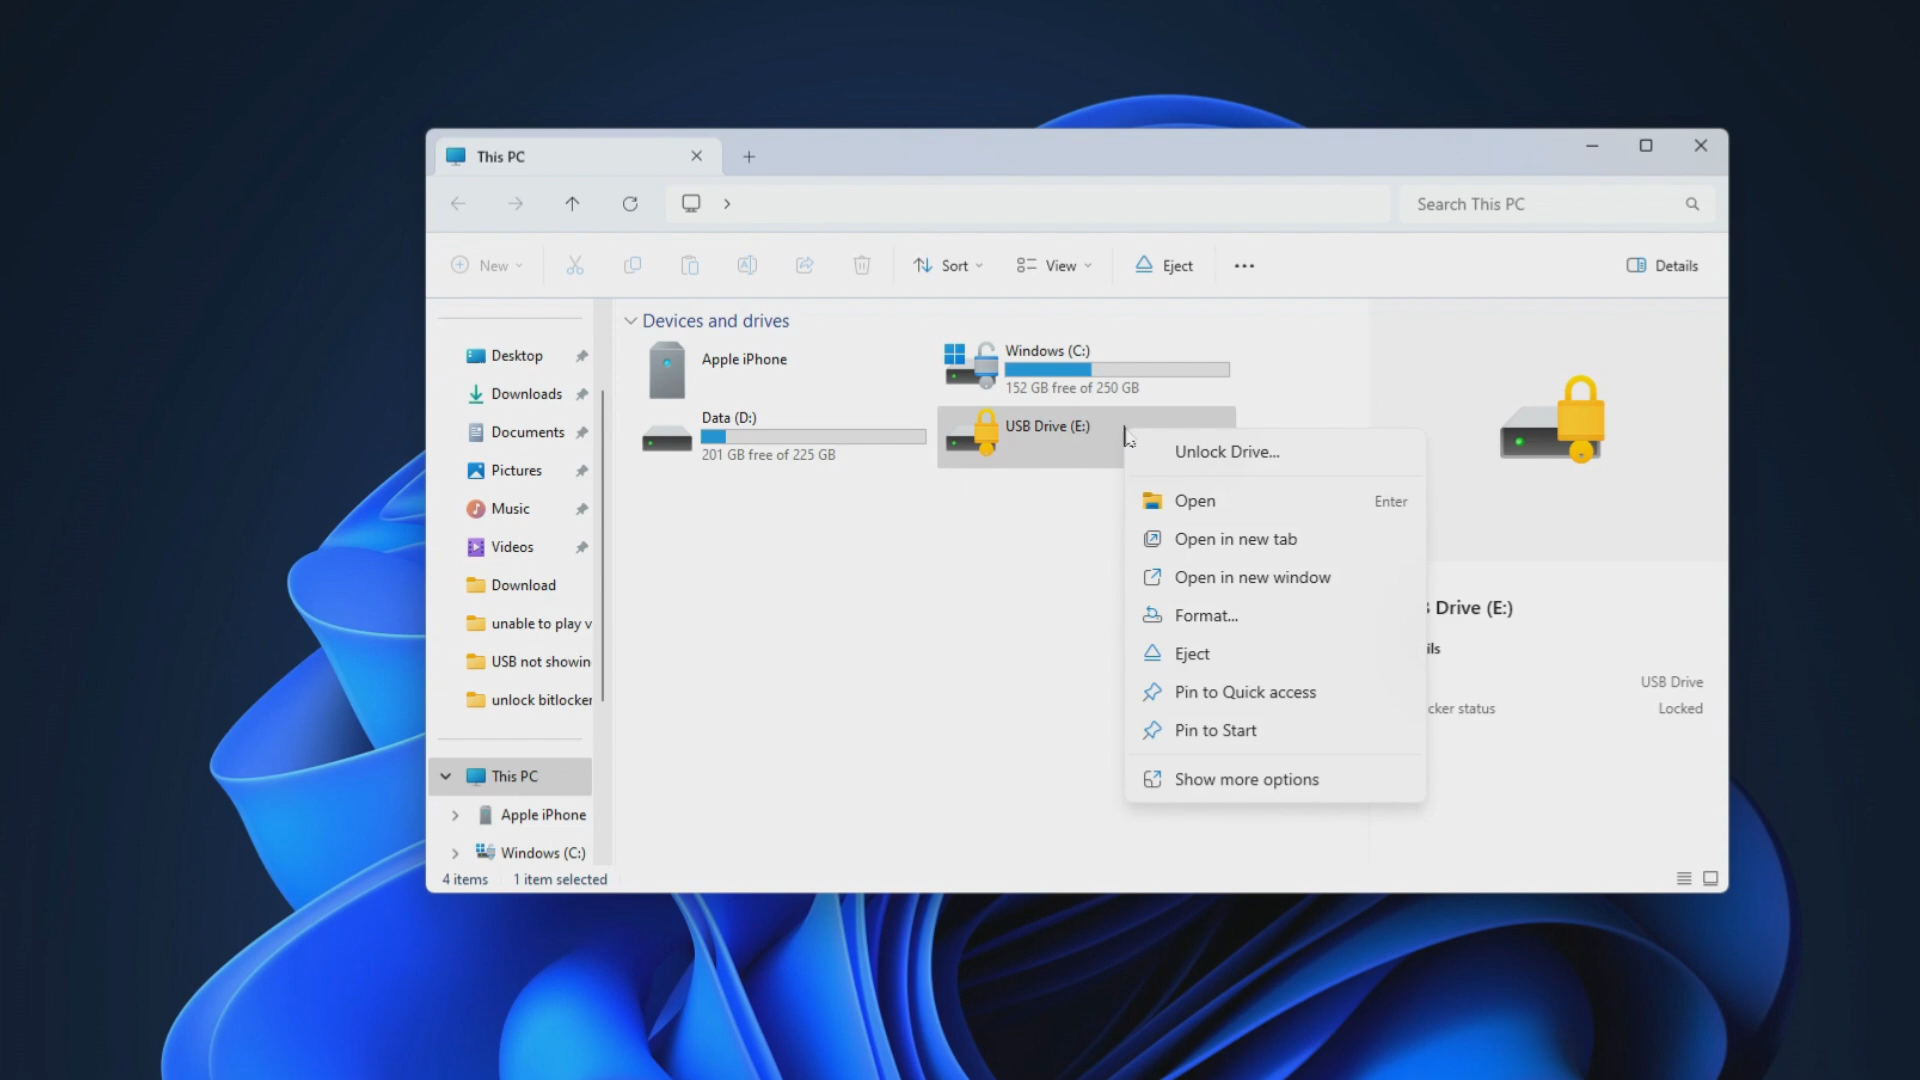 This PC
Search This PC
New
Sort
View
Eject
Details
Desktop
Downloads
Documents
Pictures
Music
Videos
Download
unable to play v
USB not showin
unlock bitlocker
This PC
Apple iPhone
Windows (C:)
4 items
1 item selected
Devices and drives
Apple iPhone
Windows (C:)
152 GB free of 250 GB
Data (D:)
201 GB free of 225 GB
USB Drive (E:)
Unlock Drive...
Open Enter
Open in new tab
Open in new window
Format...
Eject
Pin to Quick access
Pin to Start
Show more options
Drive (E:)
ils
USB Drive
cker status Locked